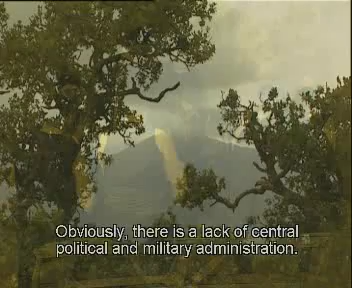 Obviously, there is a lack of central
political and military administration.